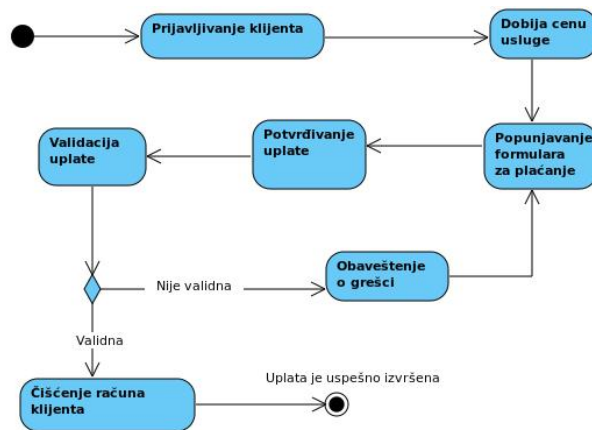 Prijavljivanje klijenta
Dobija cenu
usluge
Popunjavanje
formulara
za plaćanje
Potvrđivanje
uplate
Validacija
uplate
Nije validna
Obaveštenje
o grešci
Validna
Čišćenje računa
klijenta
Uplata je uspešno izvršena